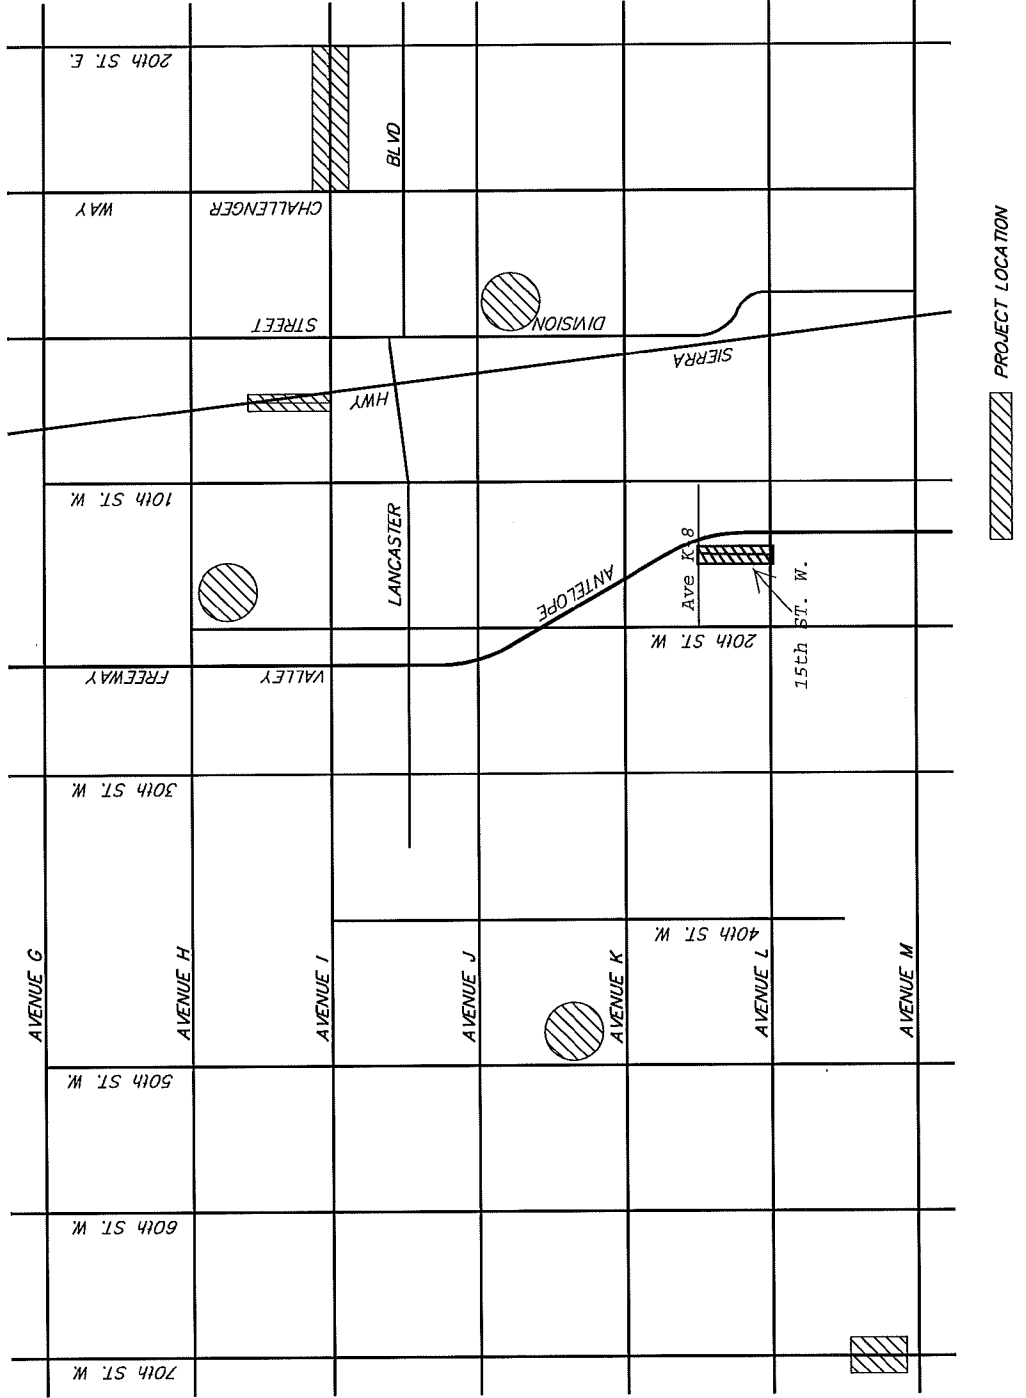 20th ST. E.
BLVD
WAY
CHALLENGER
STREET
DIVISION
SIERRA
HWY
10th ST. W.
LANCASTER
Ave K-8
ANTELOPE
20th ST. W.
15th ST. W.
FREEWAY
VALLEY
30th ST. W.
40th ST. W.
AVENUE G
AVENUE H
AVENUE I
AVENUE J
AVENUE K
AVENUE L
AVENUE M
50th ST. W.
60th ST. W.
70th ST. W.
PROJECT LOCATION